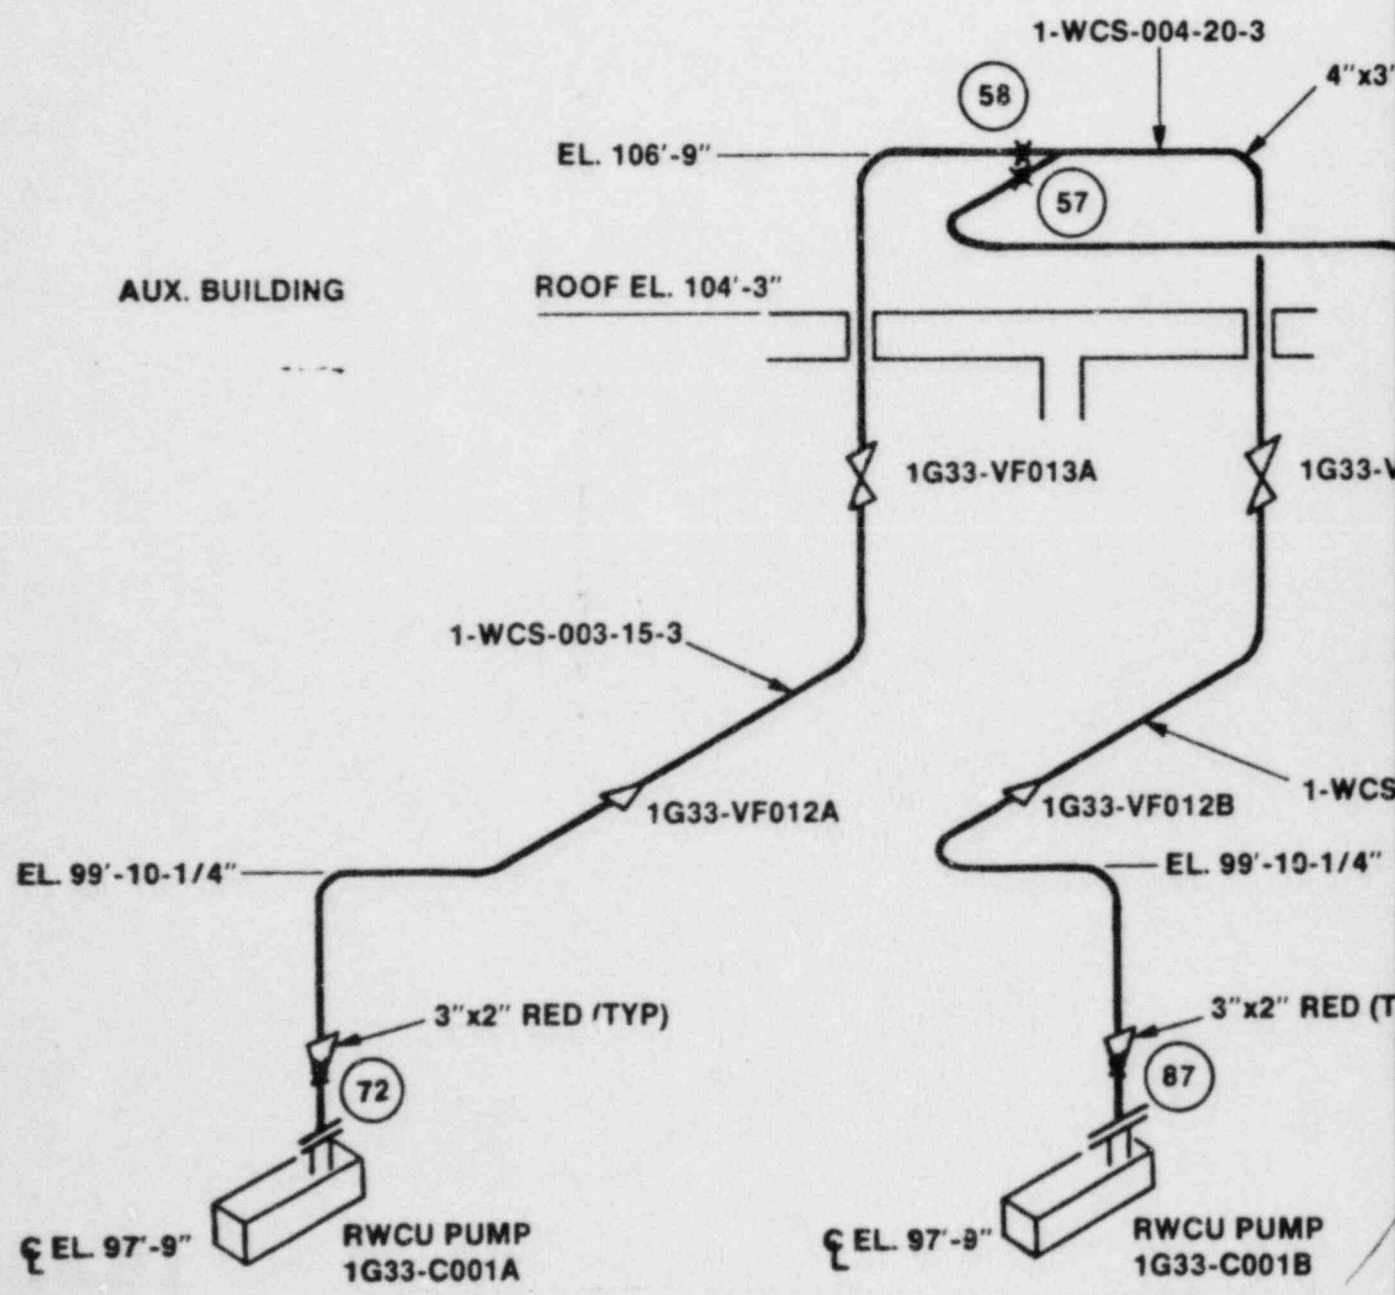 1-WCS-004-20-3
58
4"x3"
EL. 106'-9"
57
AUX. BUILDING
ROOF EL. 104'-3"
1G33-VF013A
1G33-V
1-WCS-003-15-3
1G33-VF012A
1G33-VF012B
1-WCS
EL. 99'-10-1/4"
EL. 99'-10-1/4"
3"x2" RED (TYP)
3"x2" RED (T
72
87
℄ EL. 97'-9"
RWCU PUMP
1G33-C001A
℄ EL. 97'-9"
RWCU PUMP
1G33-C001B